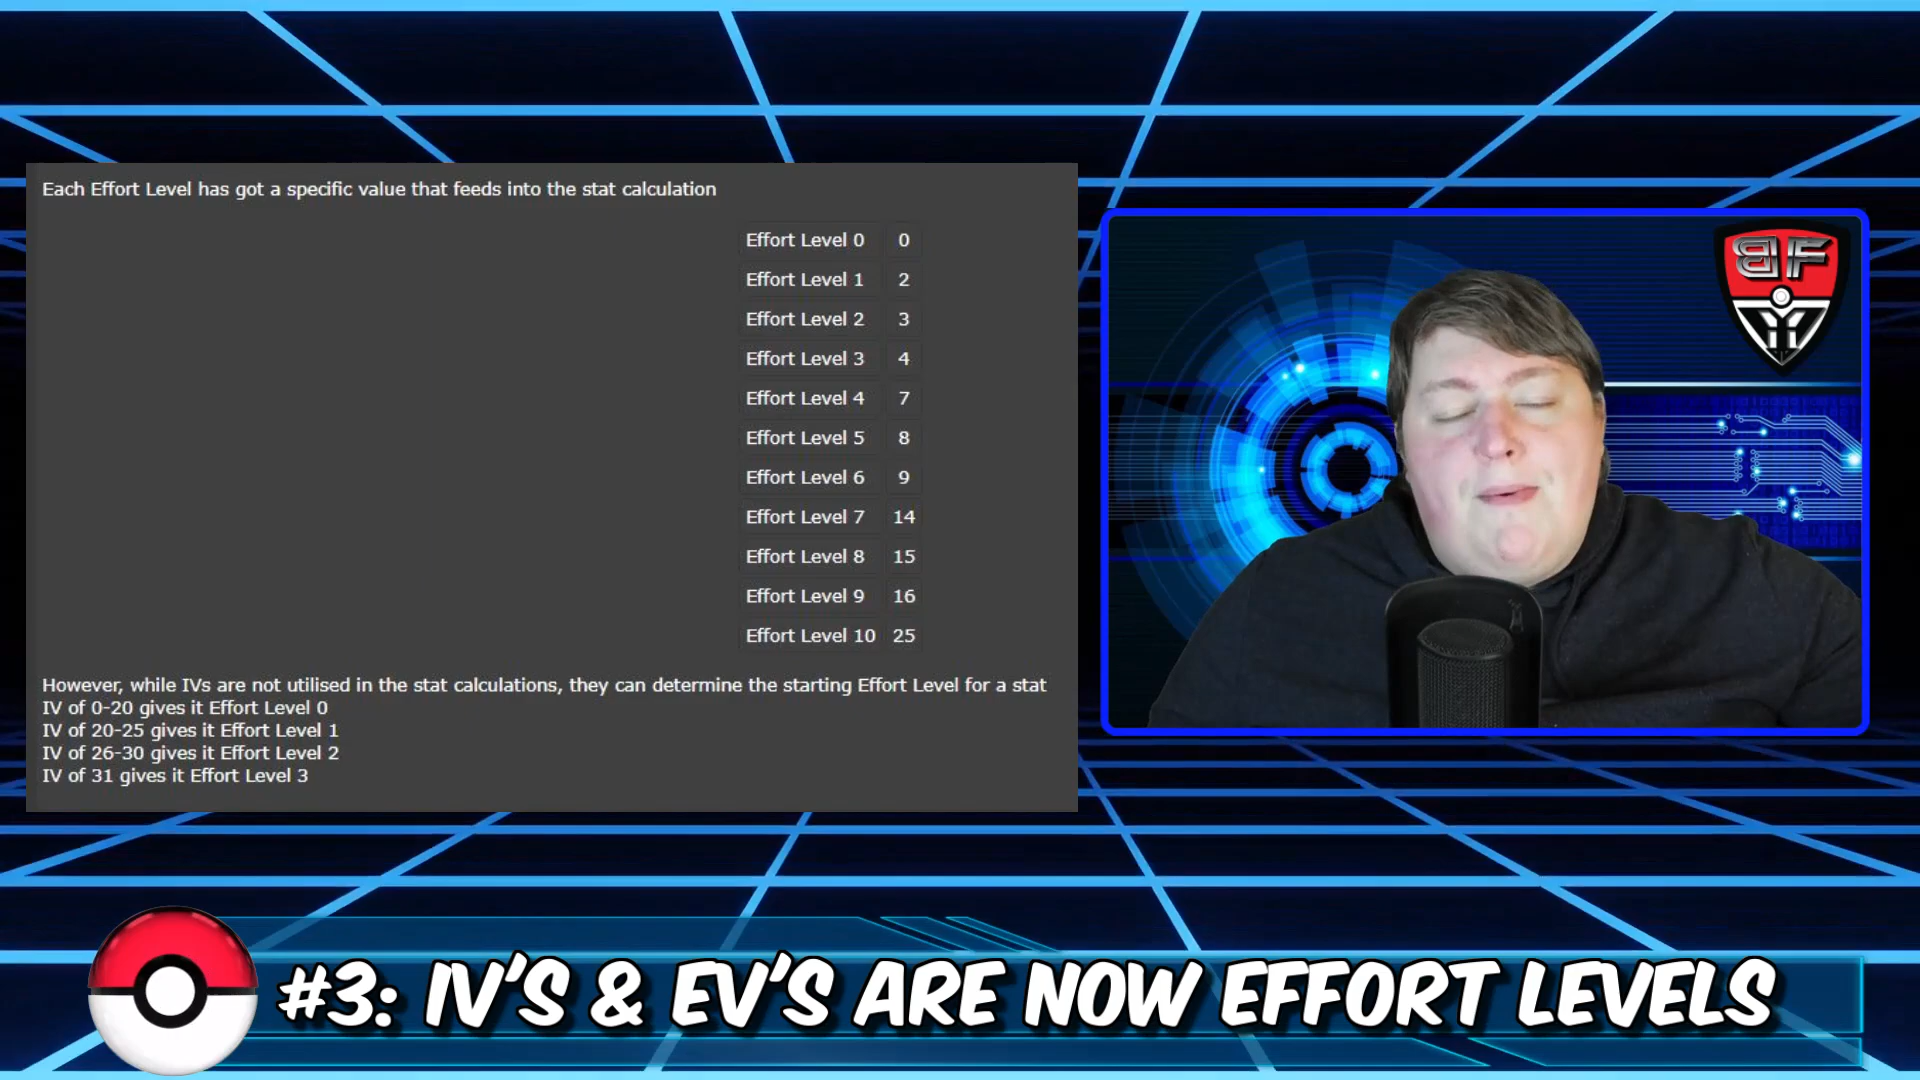 Each Effort Level has got a specific value that feeds into the stat calculation
Effort Level 0 0
Effort Level 1 2
Effort Level 2 3
Effort Level 3 4
Effort Level 4 7
Effort Level 5 8
Effort Level 6 9
Effort Level 7 14
Effort Level 8 15
Effort Level 9 16
Effort Level 10 25
However, while IVs are not utilised in the stat calculations, they can determine the starting Effort Level for a stat
IV of 0-20 gives it Effort Level 0
IV of 20-25 gives it Effort Level 1
IV of 26-30 gives it Effort Level 2
IV of 31 gives it Effort Level 3
BF
#3: IV'S & EV'S ARE NOW EFFORT LEVELS